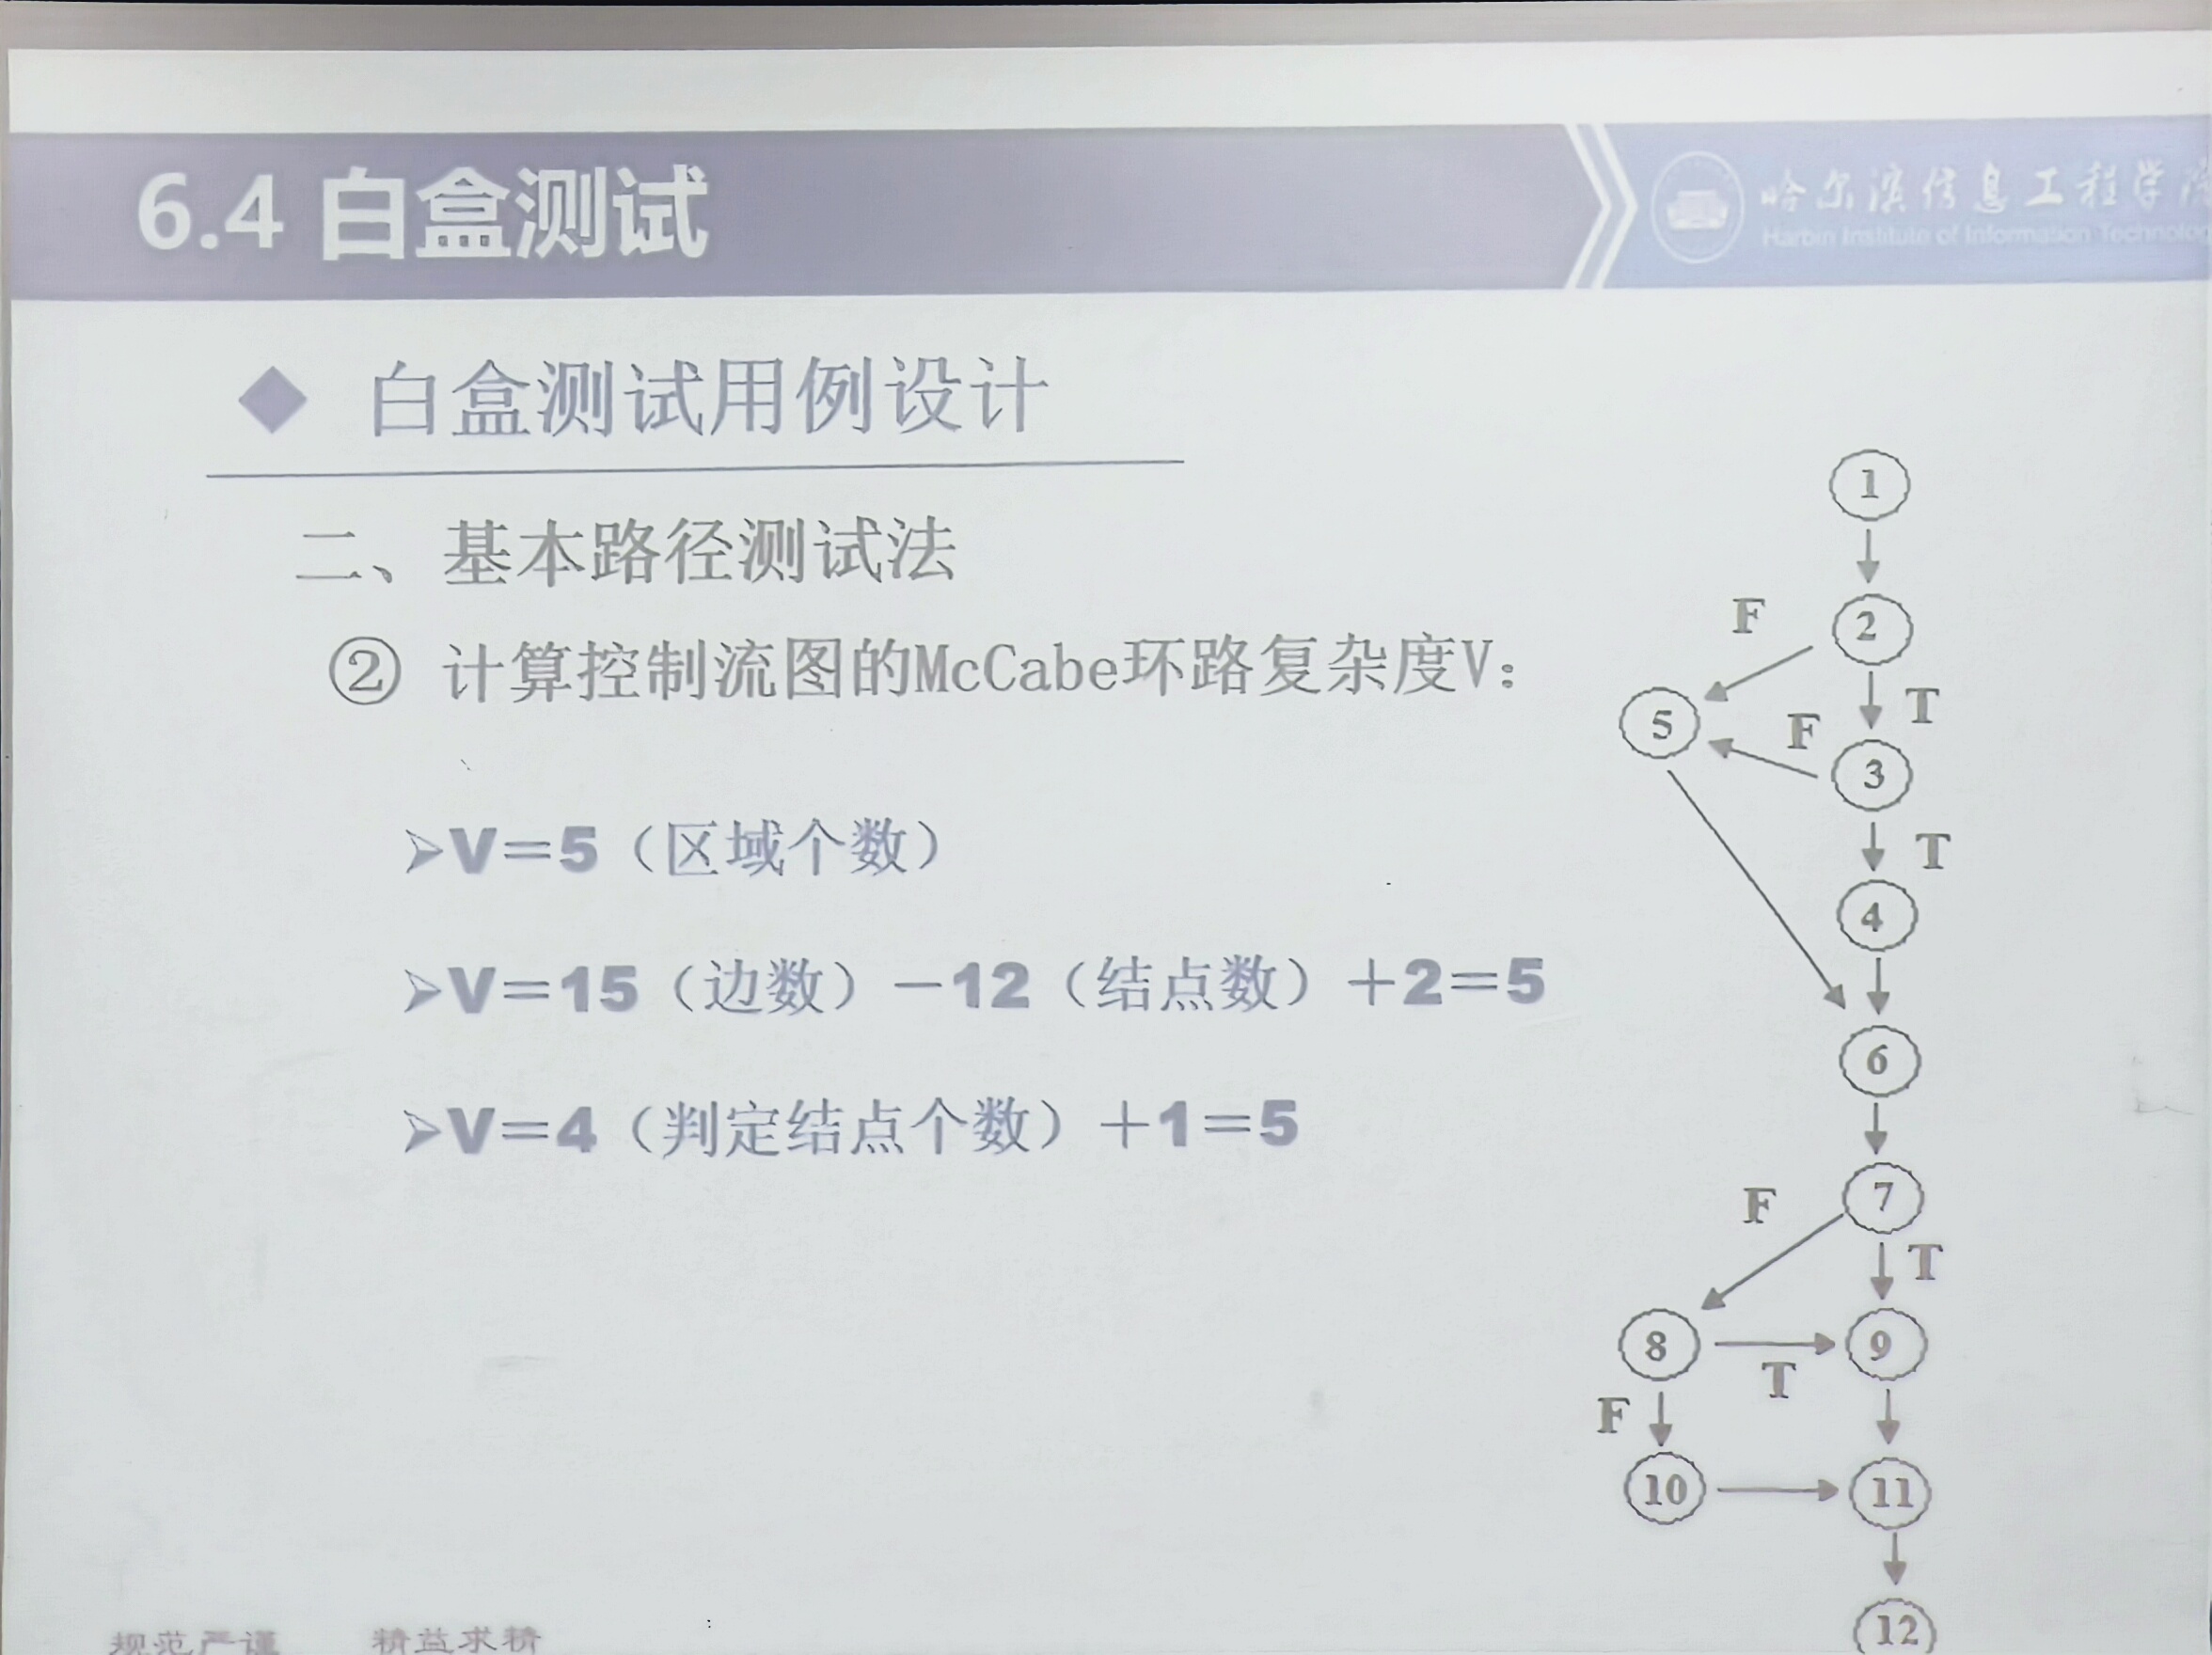 6.4 白盒测试
哈尔滨信息工程学
Harbin Institute of Information Technolog
白盒测试用例设计
二、基本路径测试法
② 计算控制流图的McCabe环路复杂度V：
➢V＝5（区域个数）
➢V＝15（边数）－12（结点数）＋2＝5
➢V＝4（判定结点个数）＋1＝5
1
F
2
T
5
F
3
T
4
6
F
7
T
8
T
9
F
10
11
12
规范严谨 精益求精